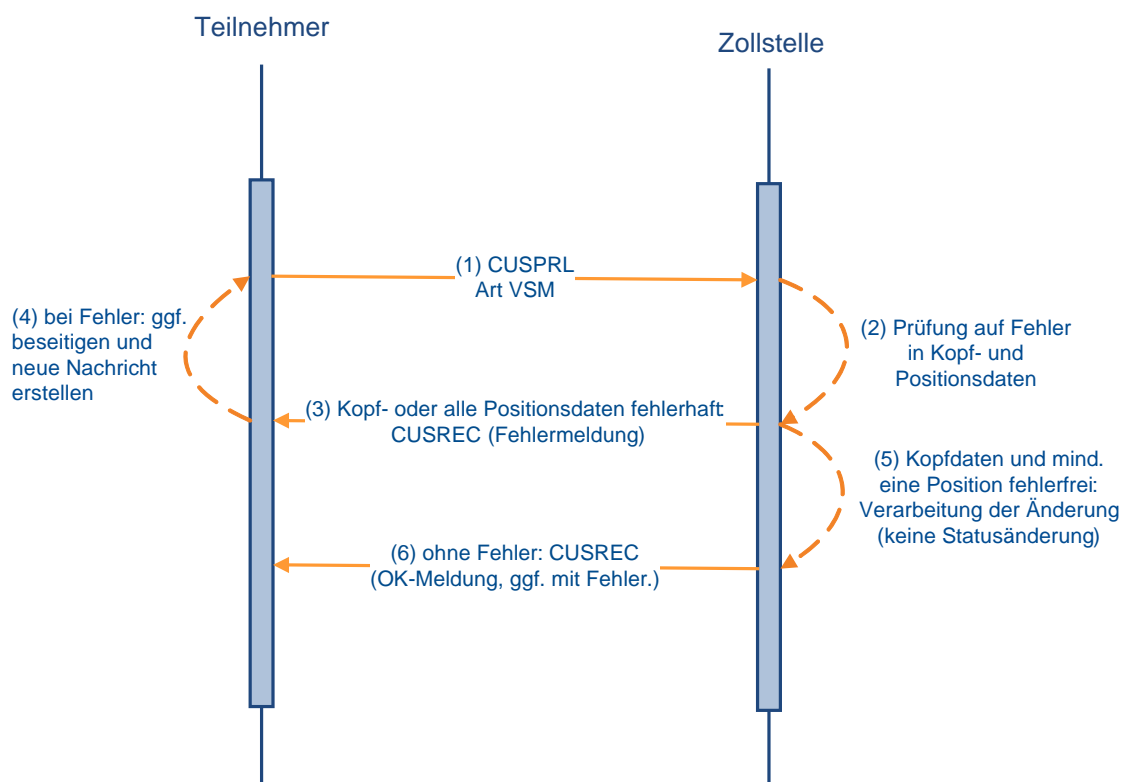 Teilnehmer
Zollstelle
(1) CUSPRL
Art VSM
(2) Prüfung auf Fehler
in Kopf- und
Positionsdaten
(3) Kopf- oder alle Positionsdaten fehlerhaft:
CUSREC (Fehlermeldung)
(4) bei Fehler: ggf.
beseitigen und
neue Nachricht
erstellen
(5) Kopfdaten und mind.
eine Position fehlerfrei:
Verarbeitung der Änderung
(keine Statusänderung)
(6) ohne Fehler: CUSREC
(OK-Meldung, ggf. mit Fehler.)